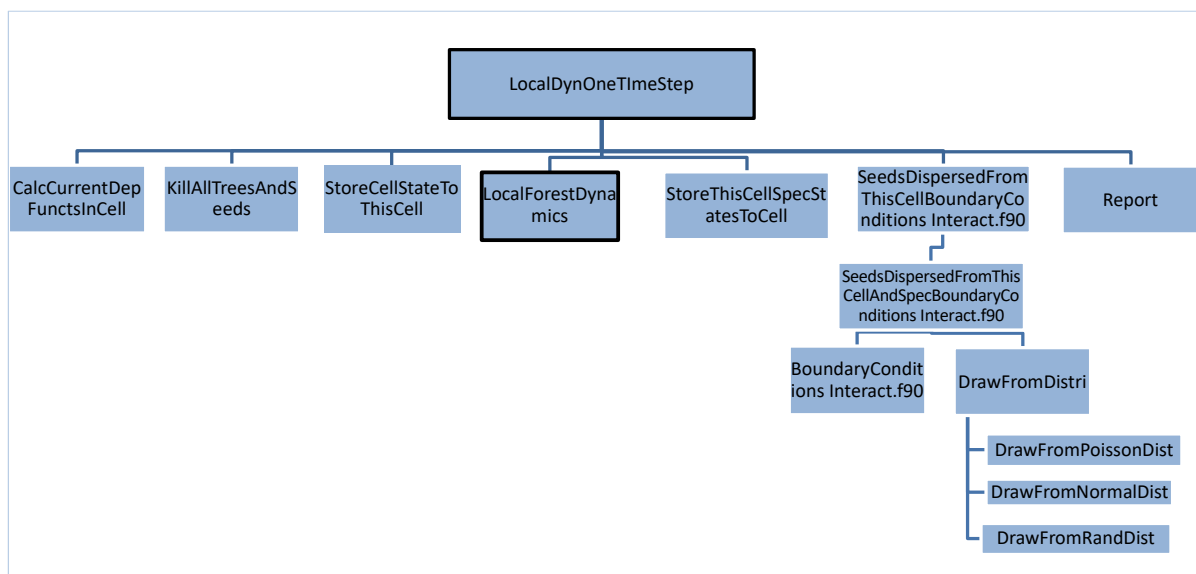 LocalDynOneTImeStep
CalcCurrentDep
FunctsInCell
KillAllTreesAndS
eeds
StoreCellStateTo
ThisCell
LocalForestDyna
mics
StoreThisCellSpecSt
atesToCell
SeedsDispersedFrom
ThisCellBoundaryCo
nditions Interact.f90
Report
SeedsDispersedFromThis
CellAndSpecBoundaryCo
nditions Interact.f90
BoundaryCondit
ions Interact.f90
DrawFromDistri
DrawFromPoissonDist
DrawFromNormalDist
DrawFromRandDist